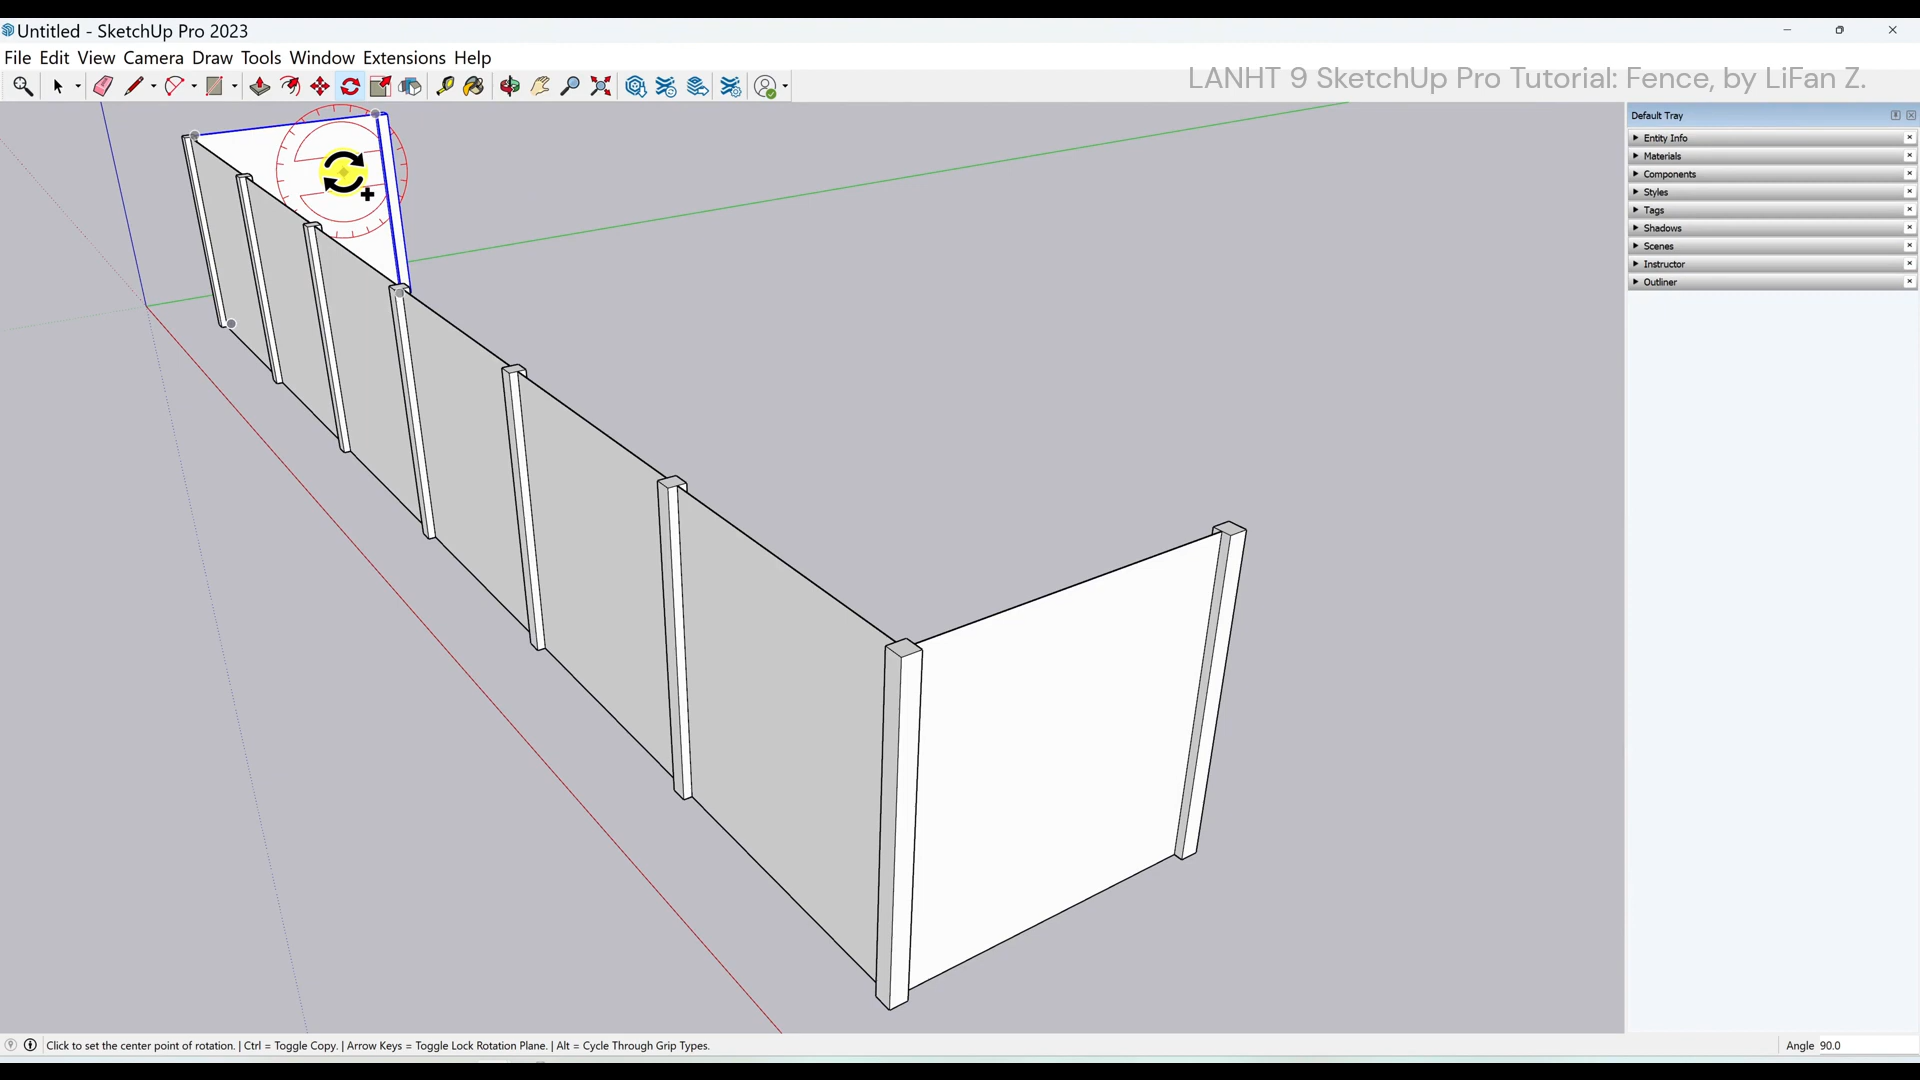 Untitled - SketchUp Pro 2023
File Edit View Camera Draw Tools Window Extensions Help
LANHT 9 SketchUp Pro Tutorial: Fence, by LiFan Z.
Default Tray
Entity Info
Materials
Components
Styles
Tags
Shadows
Scenes
Instructor
Outliner
Click to set the center point of rotation. | Ctrl = Toggle Copy. | Arrow Keys = Toggle Lock Rotation Plane. | Alt = Cycle Through Grip Types.
Angle 90.0